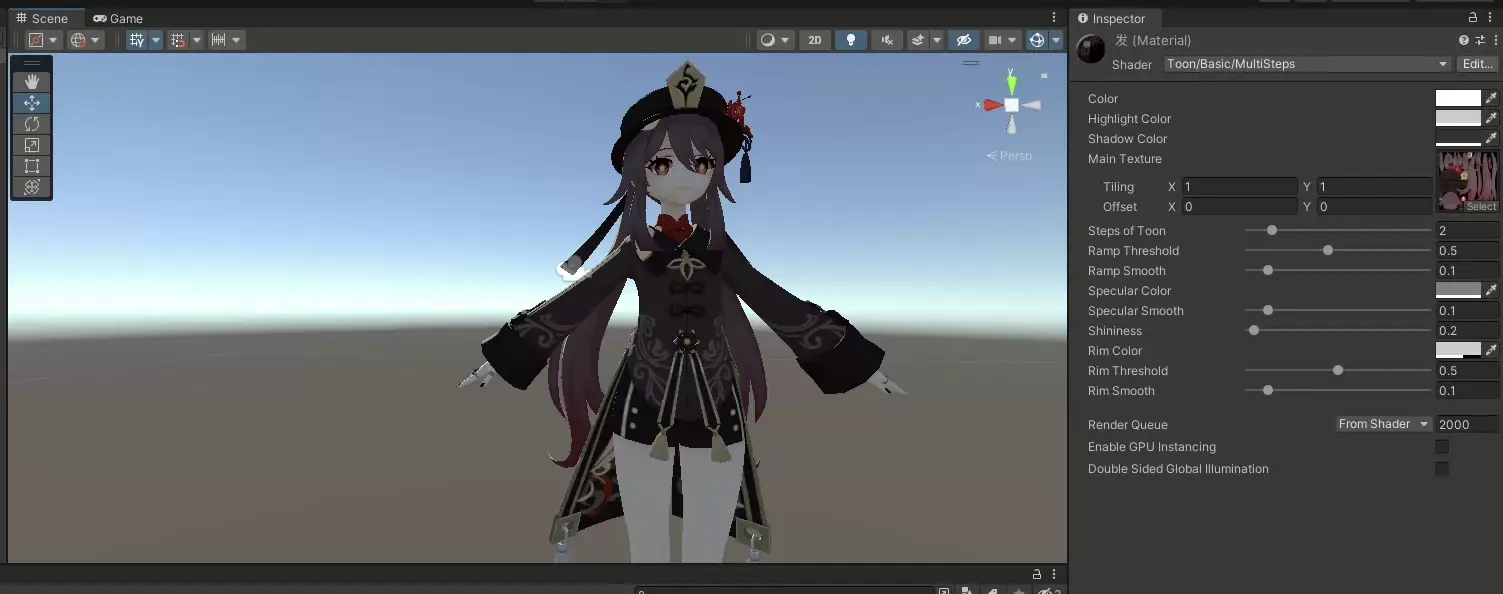 Scene Game
2D
y
x
Persp
Inspector
发 (Material)
Shader Toon/Basic/MultiSteps Edit...
Color
Highlight Color
Shadow Color
Main Texture
Tiling X 1 Y 1
Offset X 0 Y 0
Select
Steps of Toon 2
Ramp Threshold 0.5
Ramp Smooth 0.1
Specular Color
Specular Smooth 0.1
Shininess 0.2
Rim Color
Rim Threshold 0.5
Rim Smooth 0.1
Render Queue From Shader 2000
Enable GPU Instancing
Double Sided Global Illumination